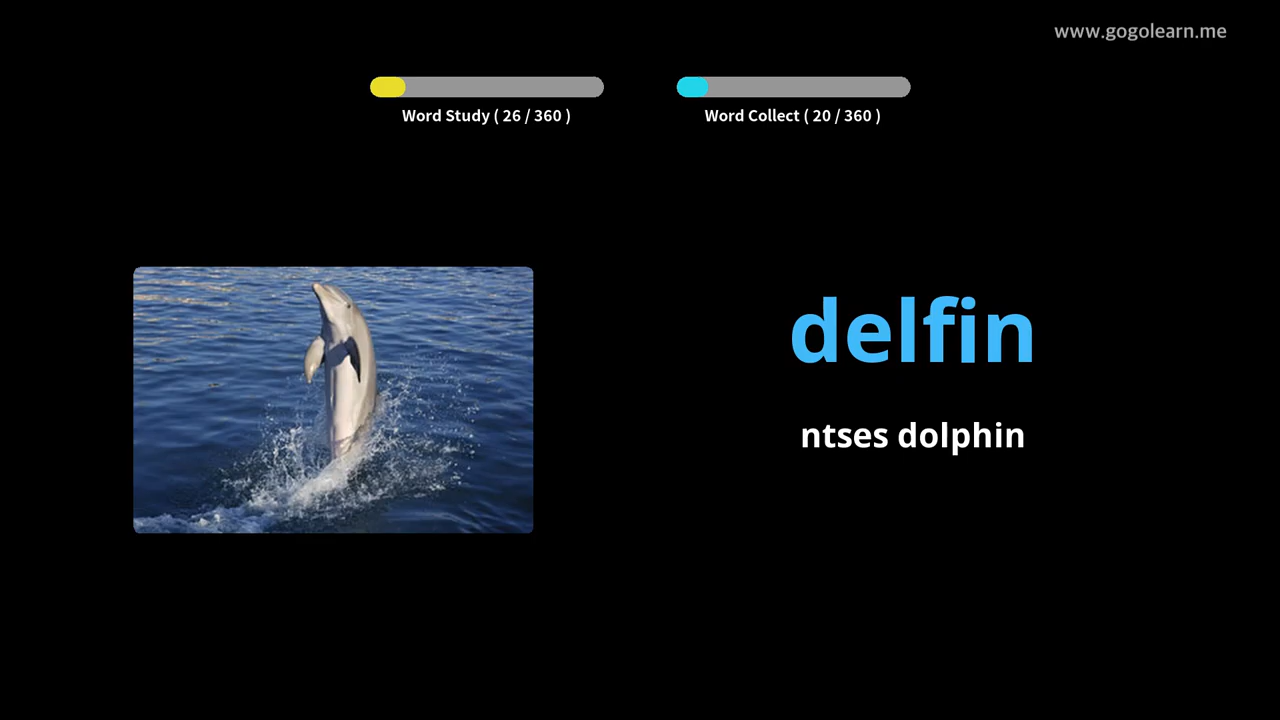 www.gogolearn.me
Word Study ( 26 / 360 )
Word Collect ( 20 / 360 )
delfin
ntses dolphin